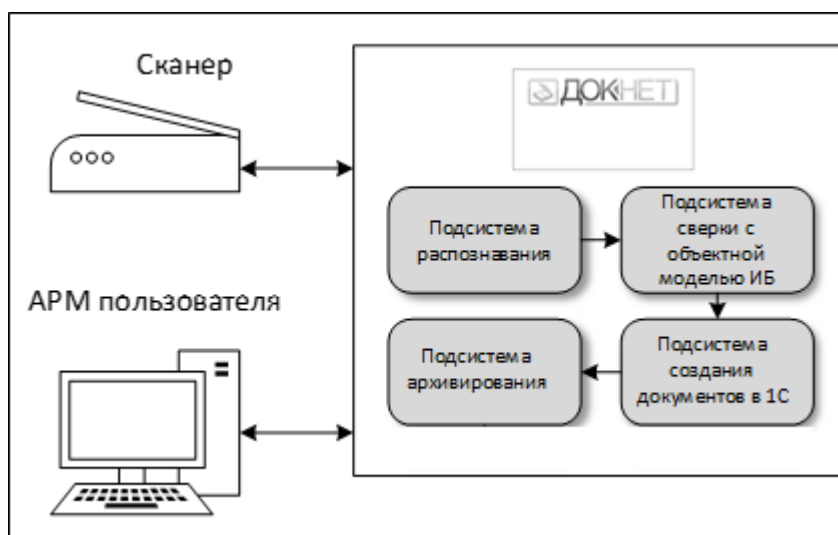 Сканер
ДОКНЕТ
Подсистема
распознавания
Подсистема
сверки с
объектной
моделью ИБ
АРМ пользователя
Подсистема
архивирования
Подсистема
создания
документов в 1С